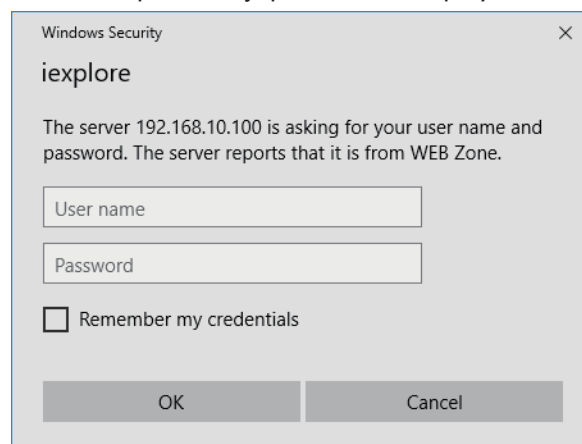 Windows Security
iexplore
The server 192.168.10.100 is asking for your user name and
password. The server reports that it is from WEB Zone.
User name
Password
Remember my credentials
OK
Cancel